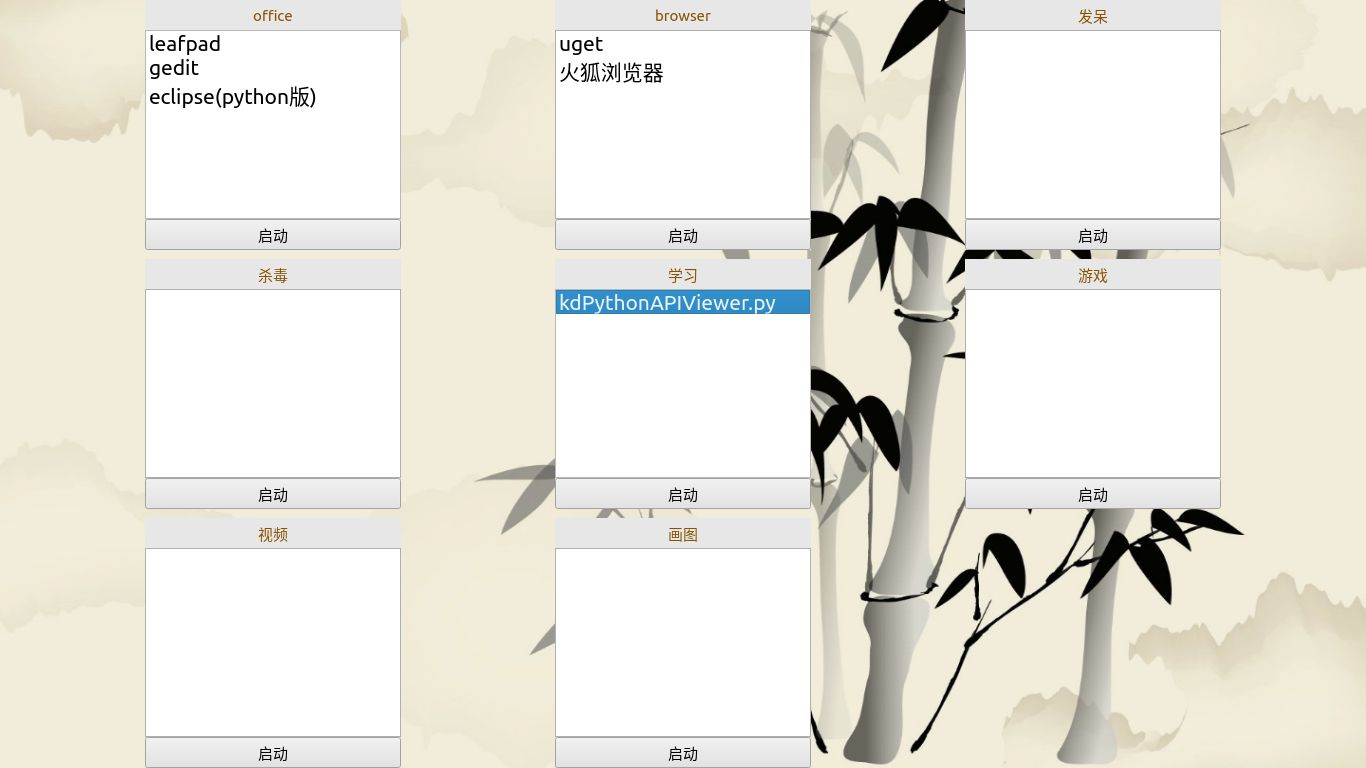 office
leafpad
gedit
eclipse(python版)
启动
browser
uget
火狐浏览器
启动
发呆
启动
杀毒
启动
学习
kdPythonAPIViewer.py
启动
游戏
启动
视频
启动
画图
启动